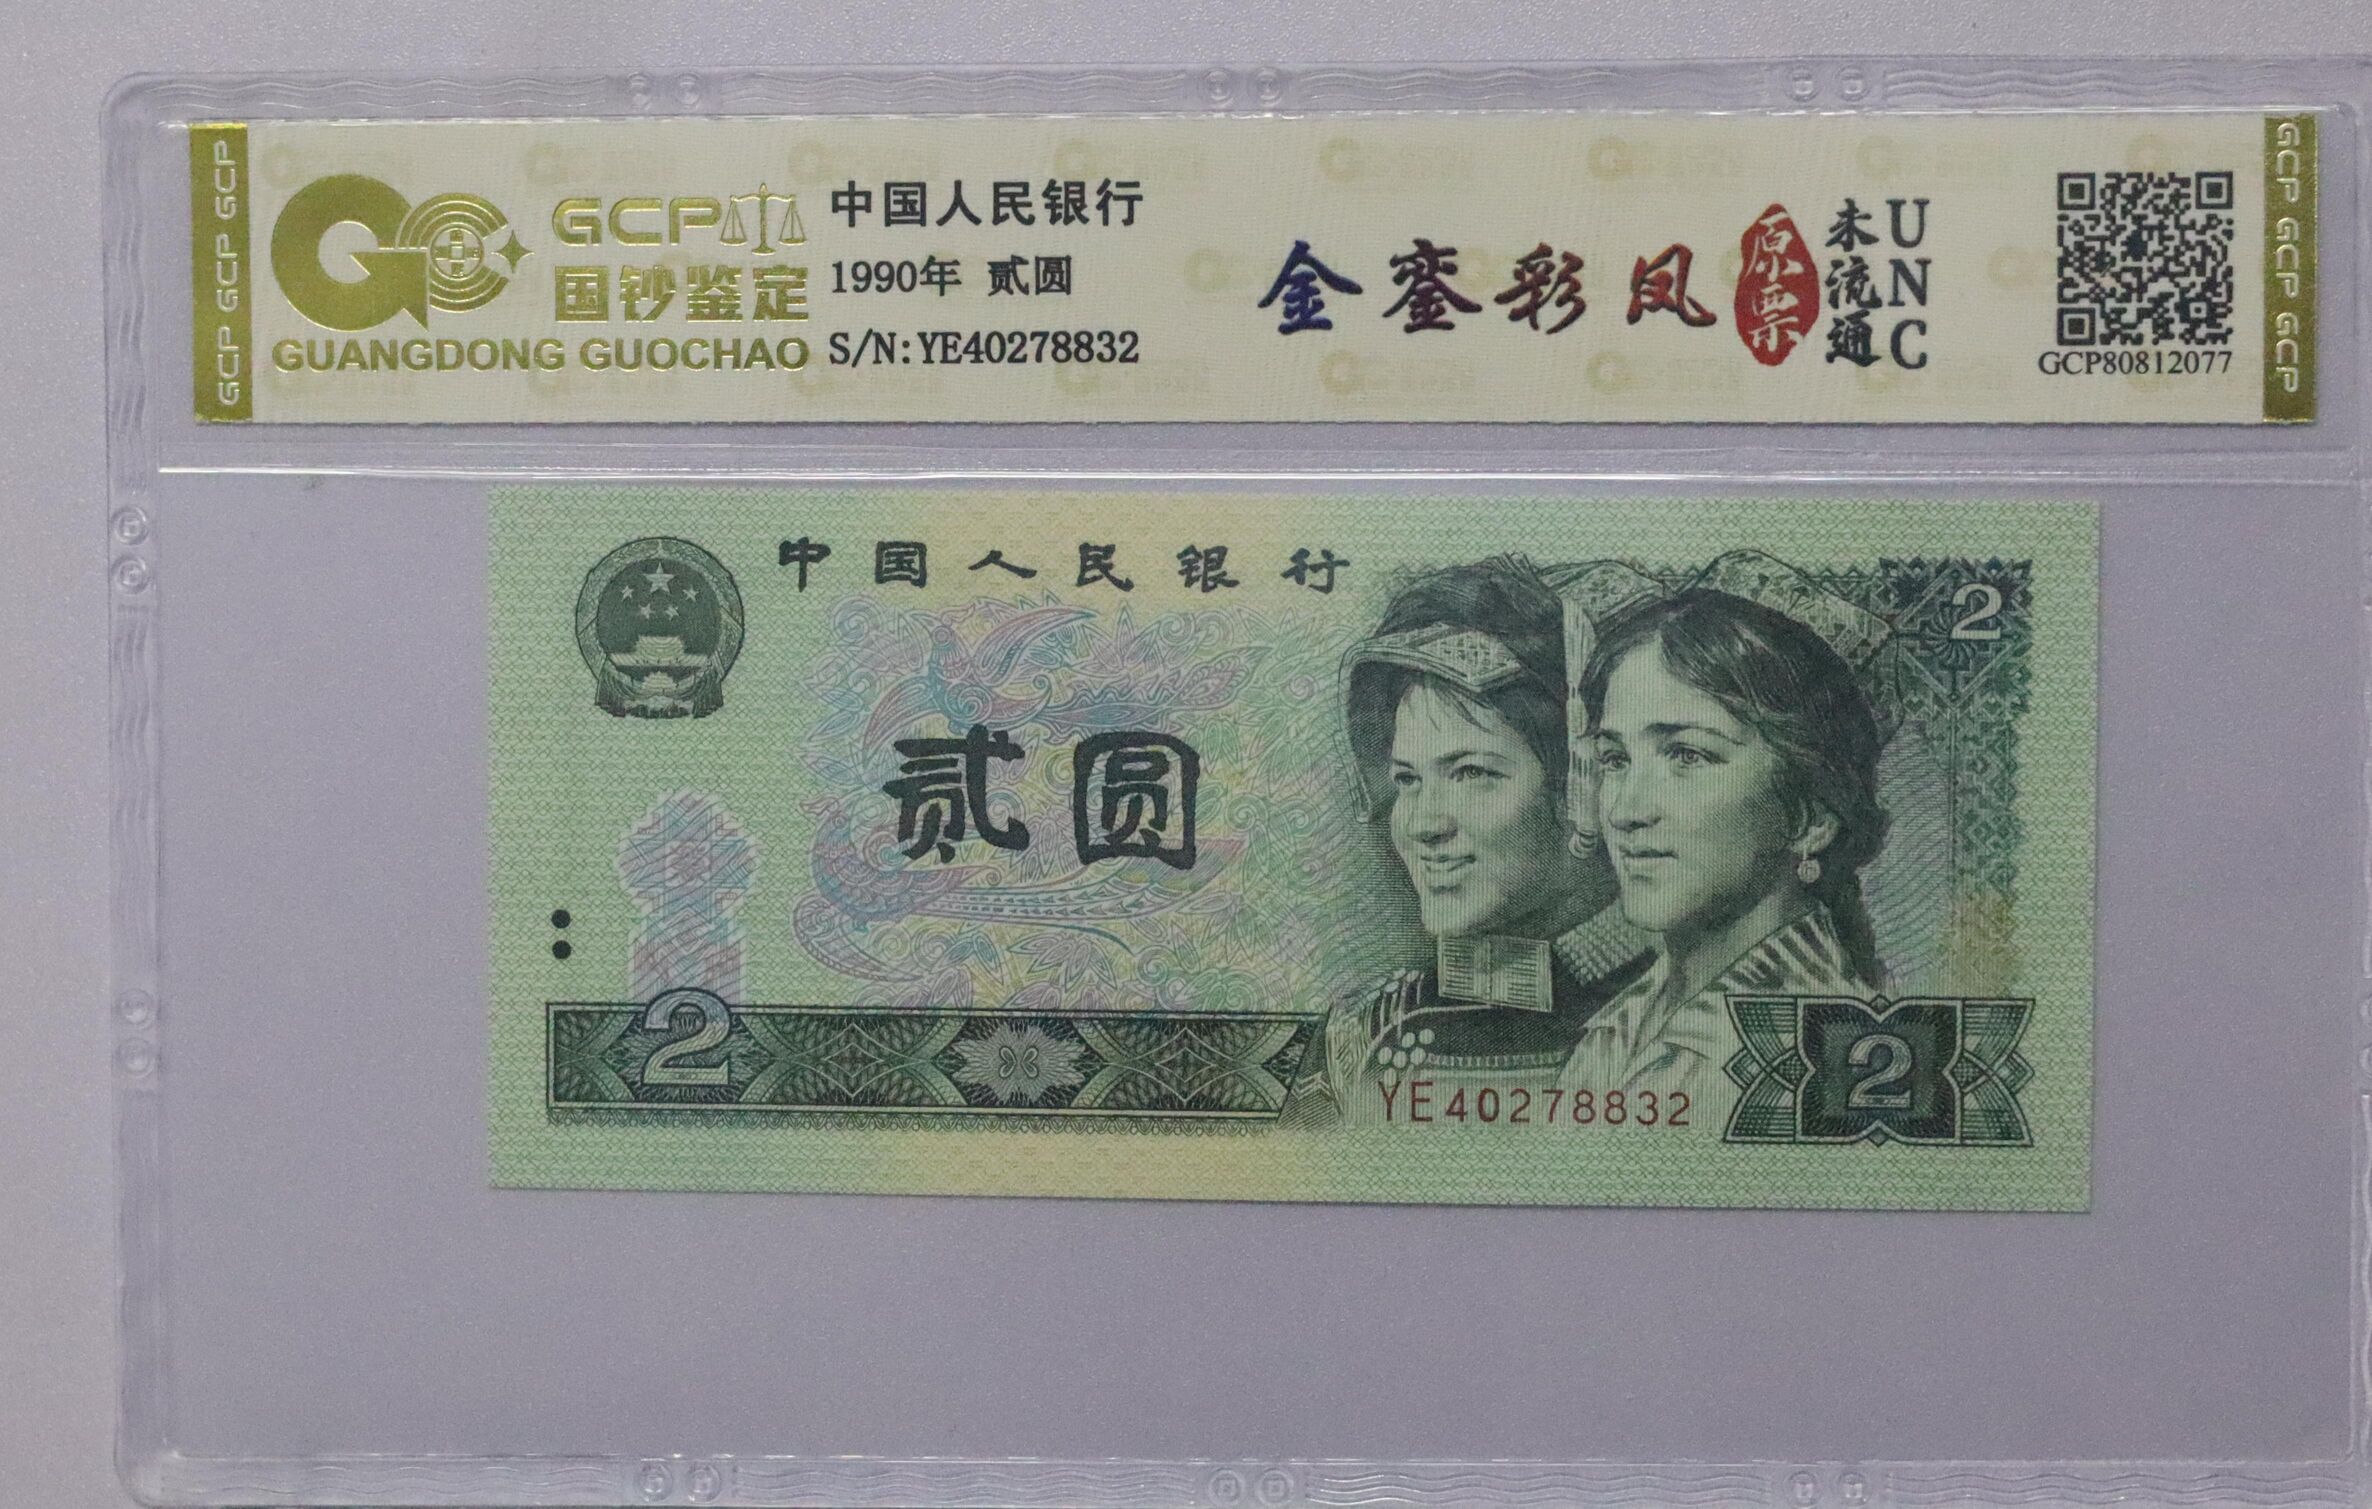 GCP GCP GCP
GCP
国钞鉴定
GUANGDONG GUOCHAO
中国人民银行
1990年 贰圆
S/N:YE40278832
金銮彩凤
原票
未流通
UNC
GCP80812077
GCP GCP GCP
中国人民银行
2
贰圆
2
YE40278832
2